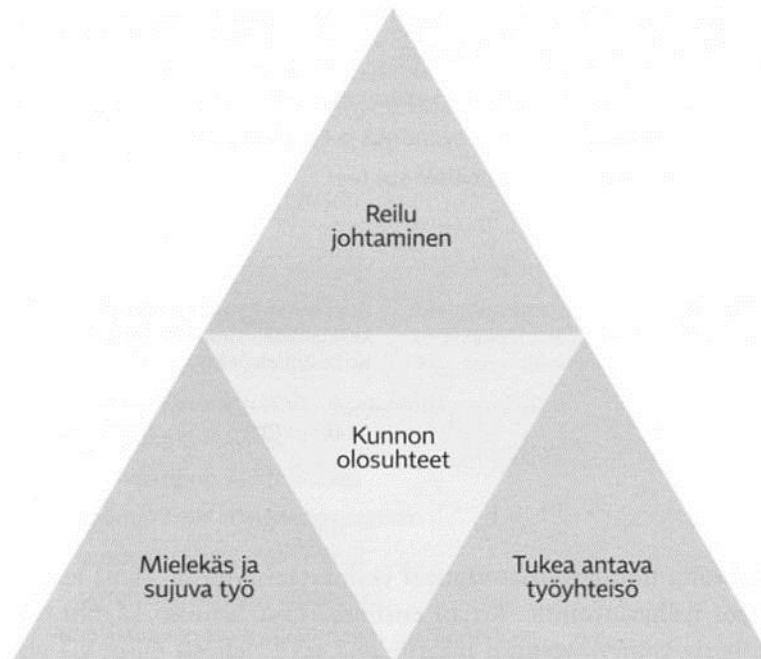 Reilu
johtaminen
Kunnon
olosuhteet
Mielekäs ja
sujuva työ
Tukea antava
työyhteisö